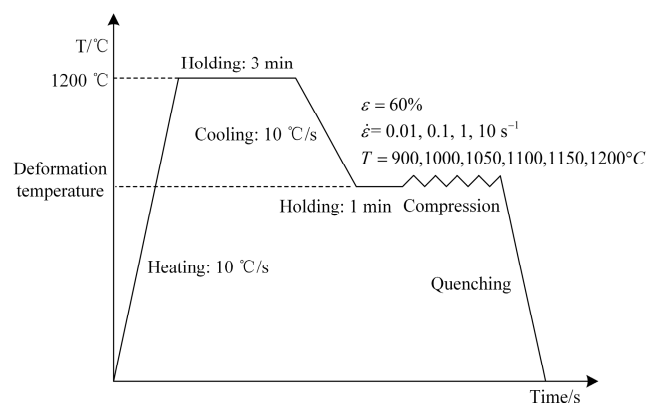 T/℃
Holding: 3 min
1200 ℃
ε = 60%
Cooling: 10 ℃/s
ε̇= 0.01, 0.1, 1, 10 s⁻¹
T = 900,1000,1050,1100,1150,1200°C
Deformation
temperature
Holding: 1 min
Compression
Heating: 10 ℃/s
Quenching
Time/s